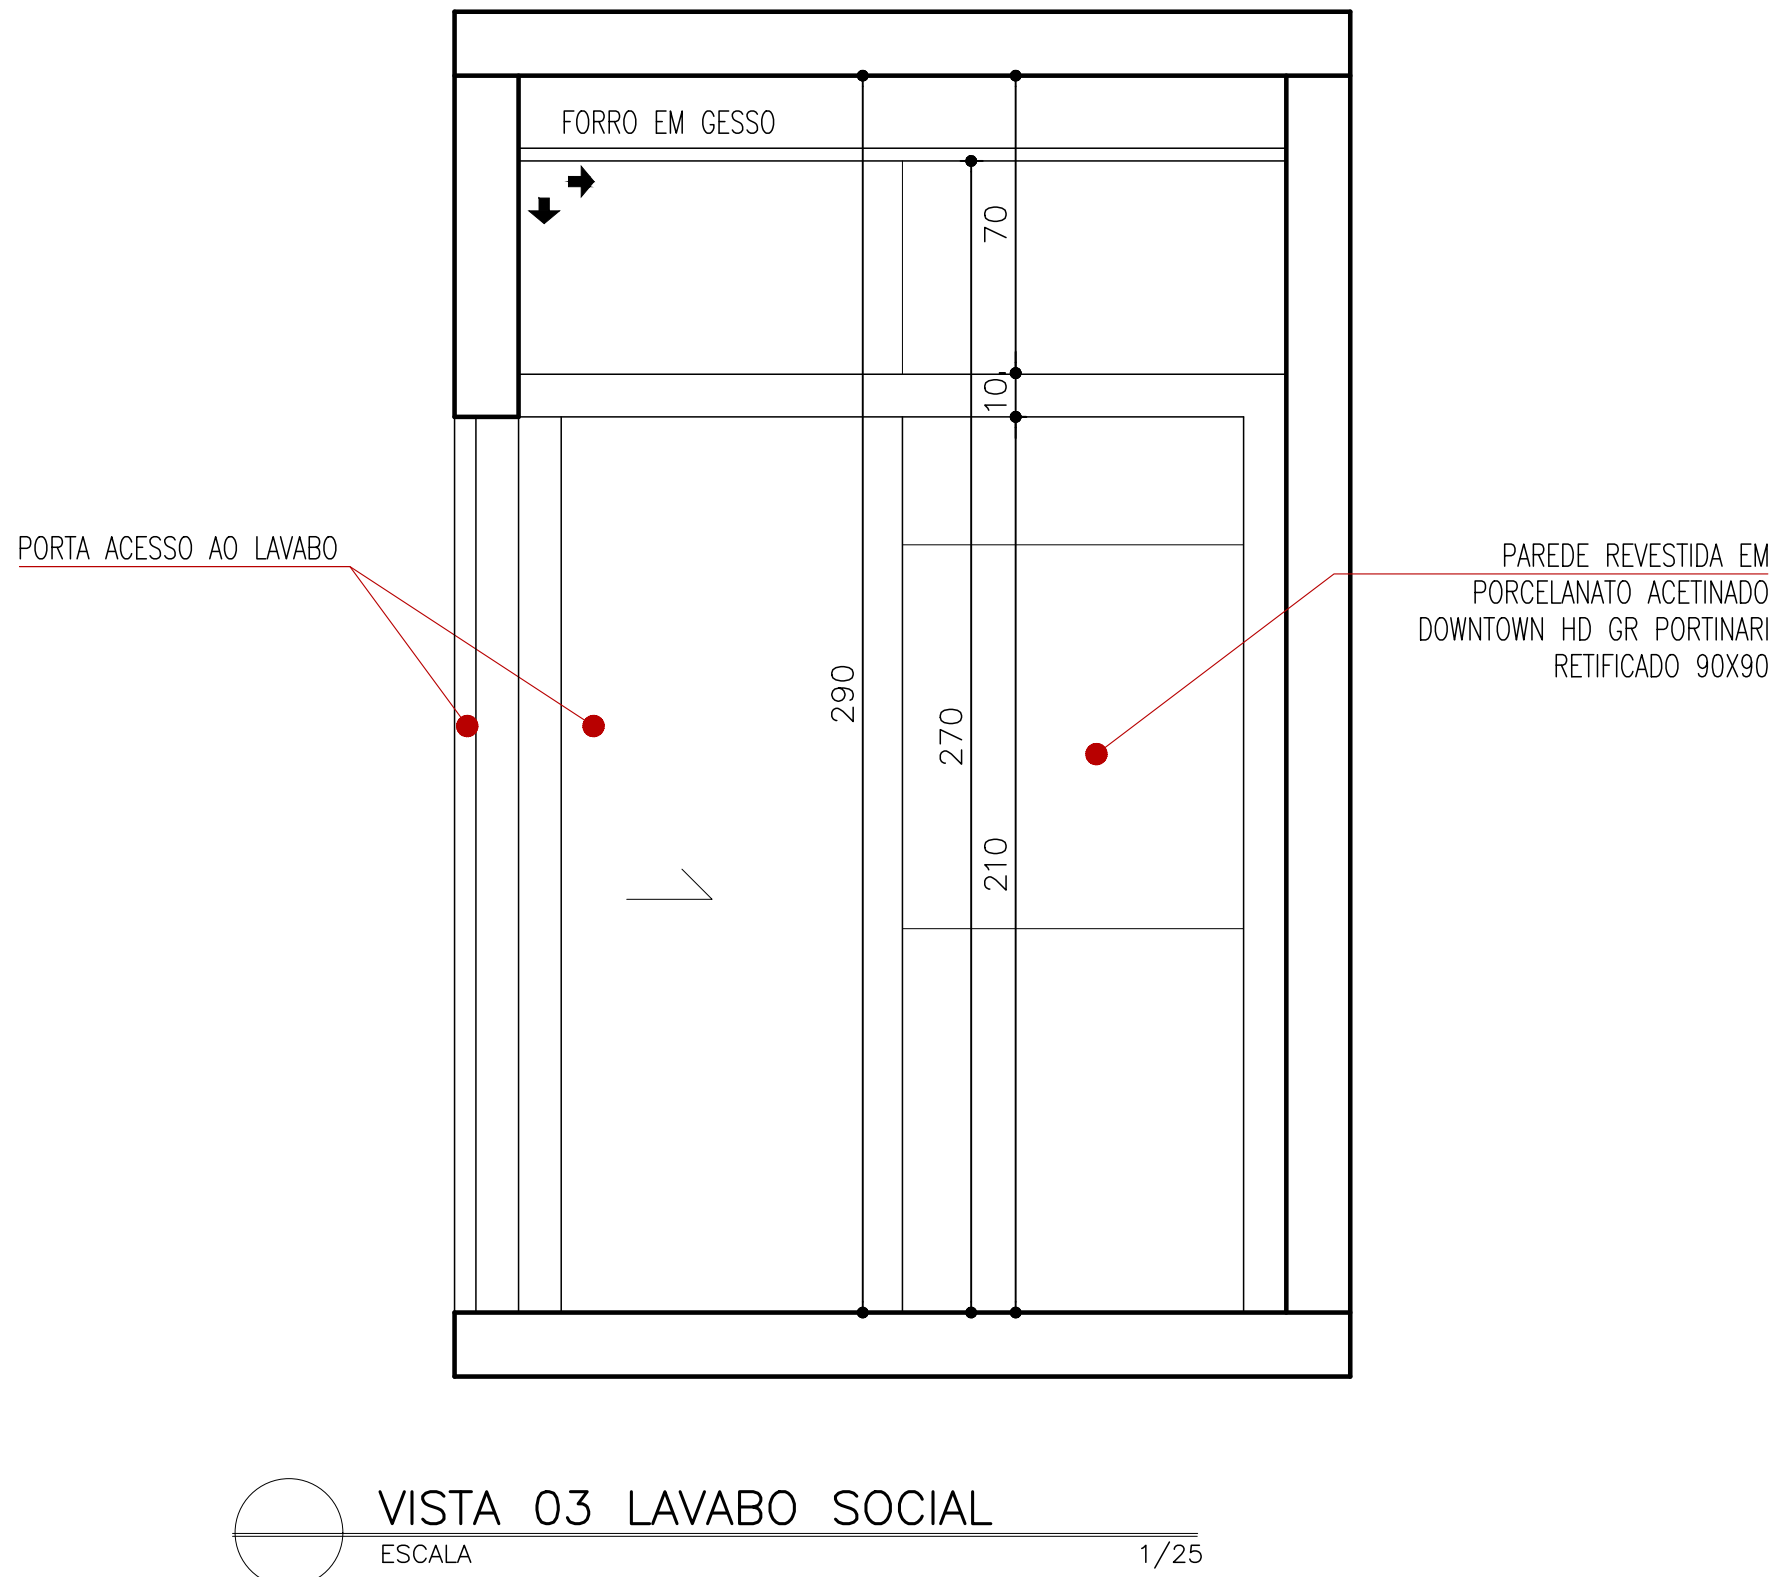 FORRO EM GESSO
70
10
PORTA ACESSO AO LAVABO
PAREDE REVESTIDA EM
PORCELANATO ACETINADO
DOWNTOWN HD GR PORTINARI
RETIFICADO 90X90
290
270
210
VISTA 03 LAVABO SOCIAL
ESCALA 1/25